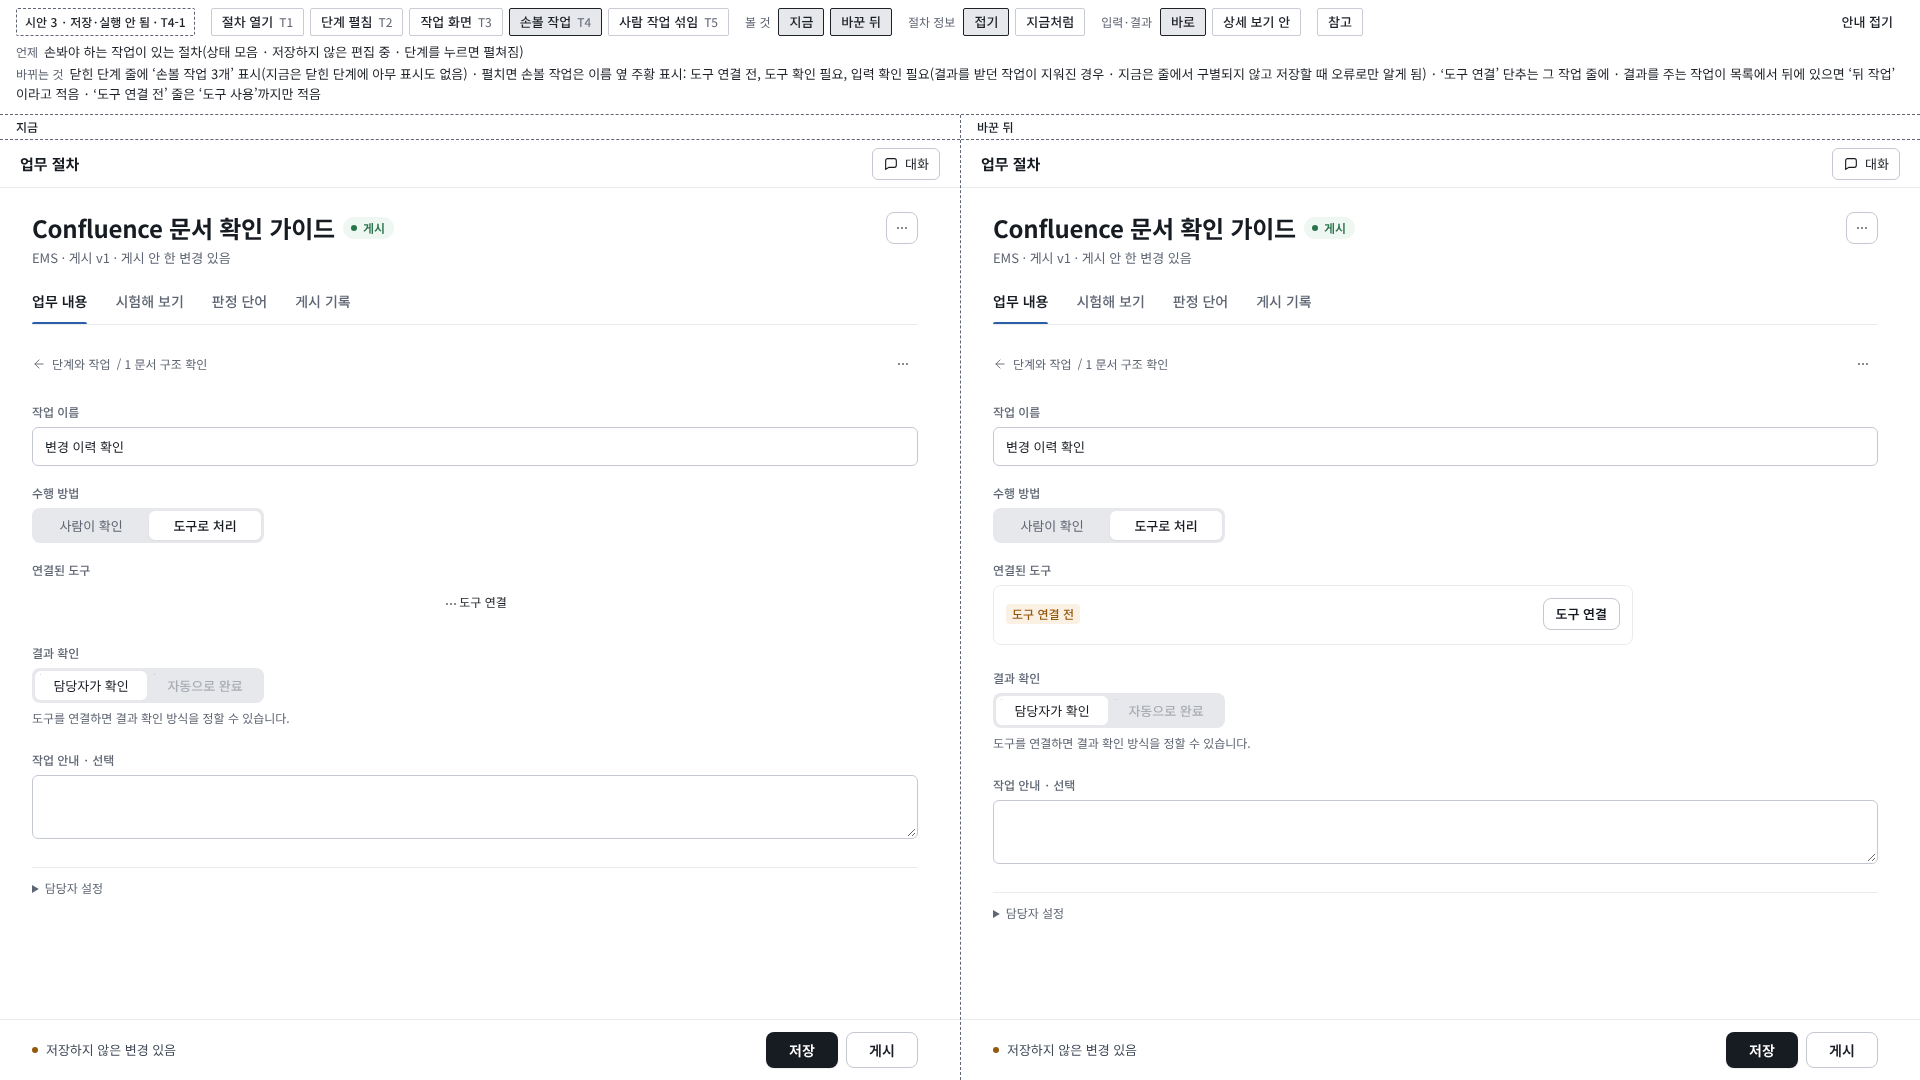 시안 3 · 저장·실행 안 됨 · T4-1 절차 열기 T1 단계 펼침 T2 작업 화면 T3 손볼 작업 T4 사람 작업 섞임 T5 볼 것 지금 바꾼 뒤 절차 정보 접기 지금처럼 입력·결과 바로 상세 보기 안 참고 안내 접기
언제 손봐야 하는 작업이 있는 절차(상태 모음 · 저장하지 않은 편집 중 · 단계를 누르면 펼쳐짐)
바뀌는 것 닫힌 단계 줄에 ‘손볼 작업 3개’ 표시(지금은 닫힌 단계에 아무 표시도 없음) · 펼치면 손볼 작업은 이름 옆 주황 표시: 도구 연결 전, 도구 확인 필요, 입력 확인 필요(결과를 받던 작업이 지워진 경우 · 지금은 줄에서 구별되지 않고 저장할 때 오류로만 알게 됨) · ‘도구 연결’ 단추는 그 작업 줄에 · 결과를 주는 작업이 목록에서 뒤에 있으면 ‘뒤 작업’
이라고 적음 · ‘도구 연결 전’ 줄은 ‘도구 사용’까지만 적음
지금
업무 절차
대화
Confluence 문서 확인 가이드
게시
...
EMS · 게시 v1 · 게시 안 한 변경 있음
업무 내용 시험해 보기 판정 단어 게시 기록
← 단계와 작업 / 1 문서 구조 확인 ...
작업 이름
변경 이력 확인
수행 방법
사람이 확인 도구로 처리
연결된 도구
... 도구 연결
결과 확인
담당자가 확인 자동으로 완료
도구를 연결하면 결과 확인 방식을 정할 수 있습니다.
작업 안내 · 선택
▶ 담당자 설정
저장하지 않은 변경 있음
저장 게시
바꾼 뒤
업무 절차
대화
Confluence 문서 확인 가이드
게시
...
EMS · 게시 v1 · 게시 안 한 변경 있음
업무 내용 시험해 보기 판정 단어 게시 기록
← 단계와 작업 / 1 문서 구조 확인 ...
작업 이름
변경 이력 확인
수행 방법
사람이 확인 도구로 처리
연결된 도구
도구 연결 전 도구 연결
결과 확인
담당자가 확인 자동으로 완료
도구를 연결하면 결과 확인 방식을 정할 수 있습니다.
작업 안내 · 선택
▶ 담당자 설정
저장하지 않은 변경 있음
저장 게시